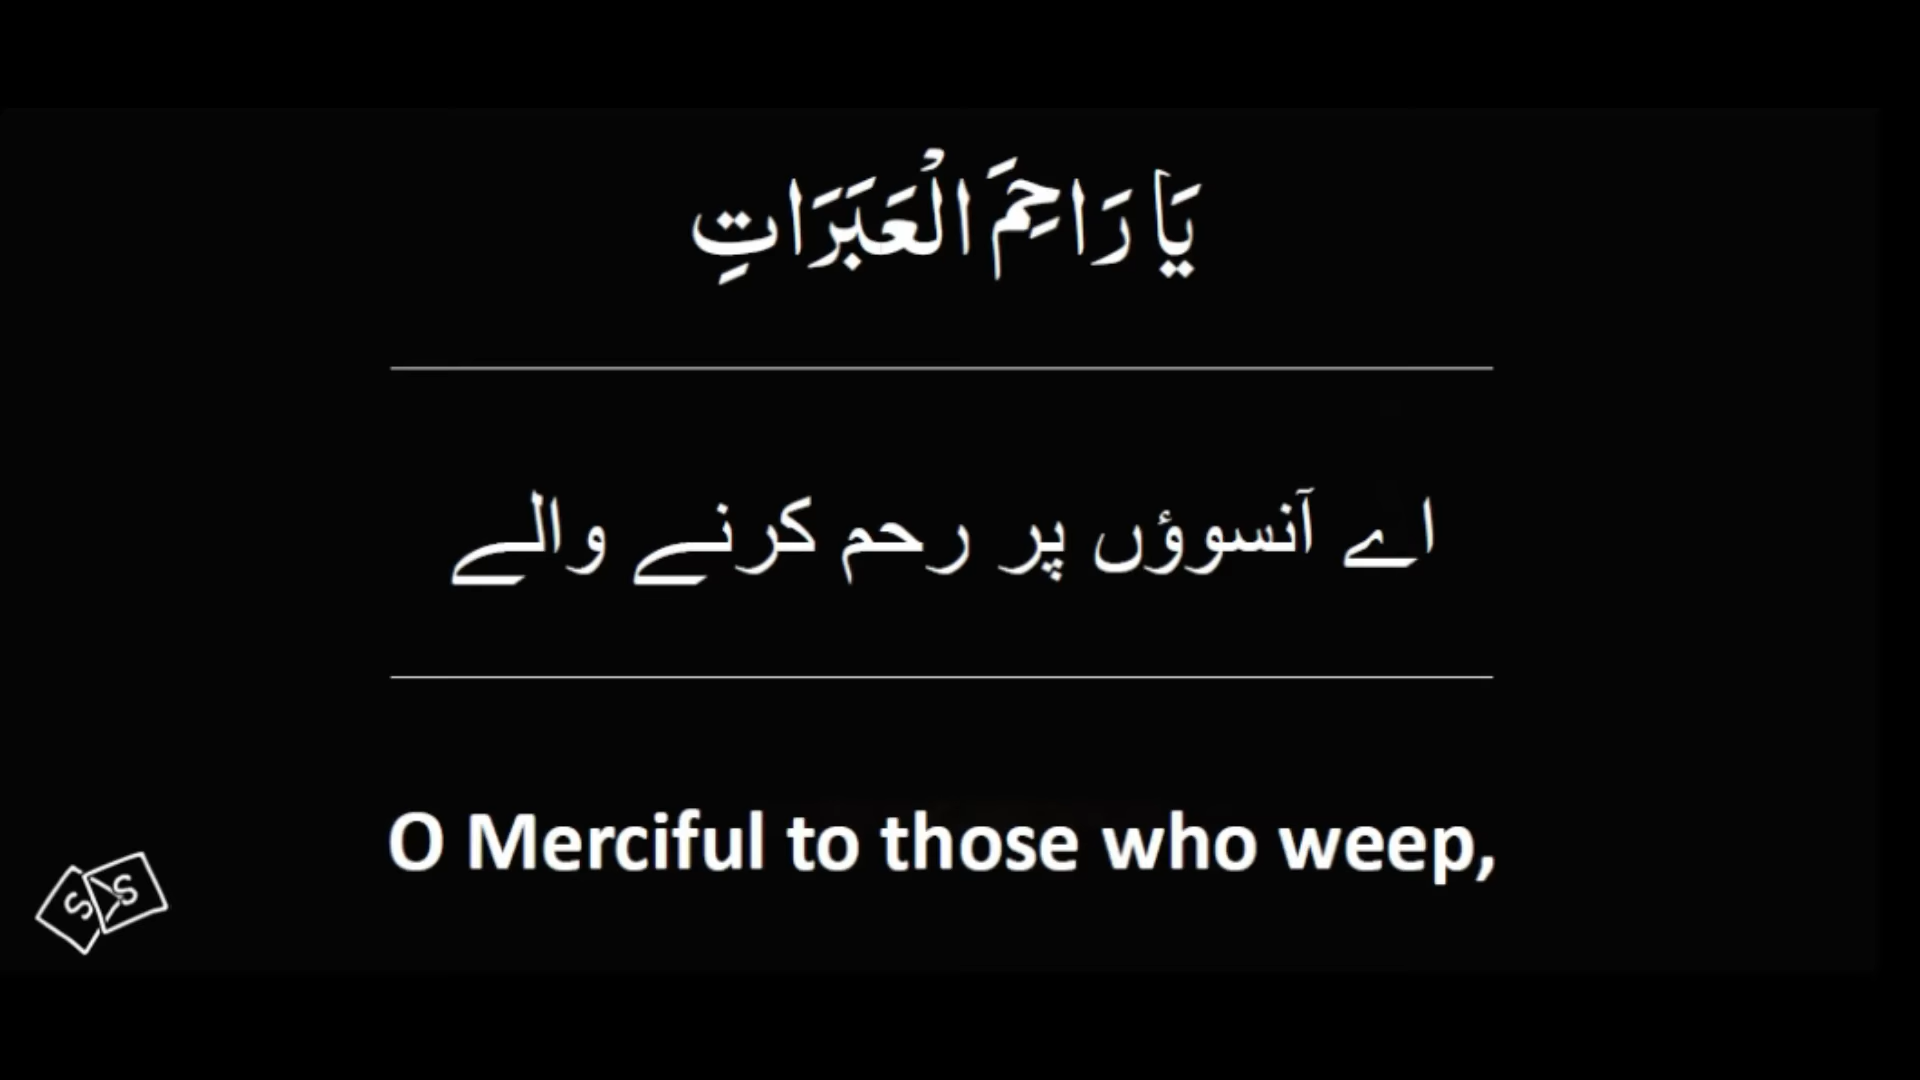 يَا رَاحِمَ الْعَبَرَاتِ
اے آنسوؤں پر رحم کرنے والے
O Merciful to those who weep,
S S